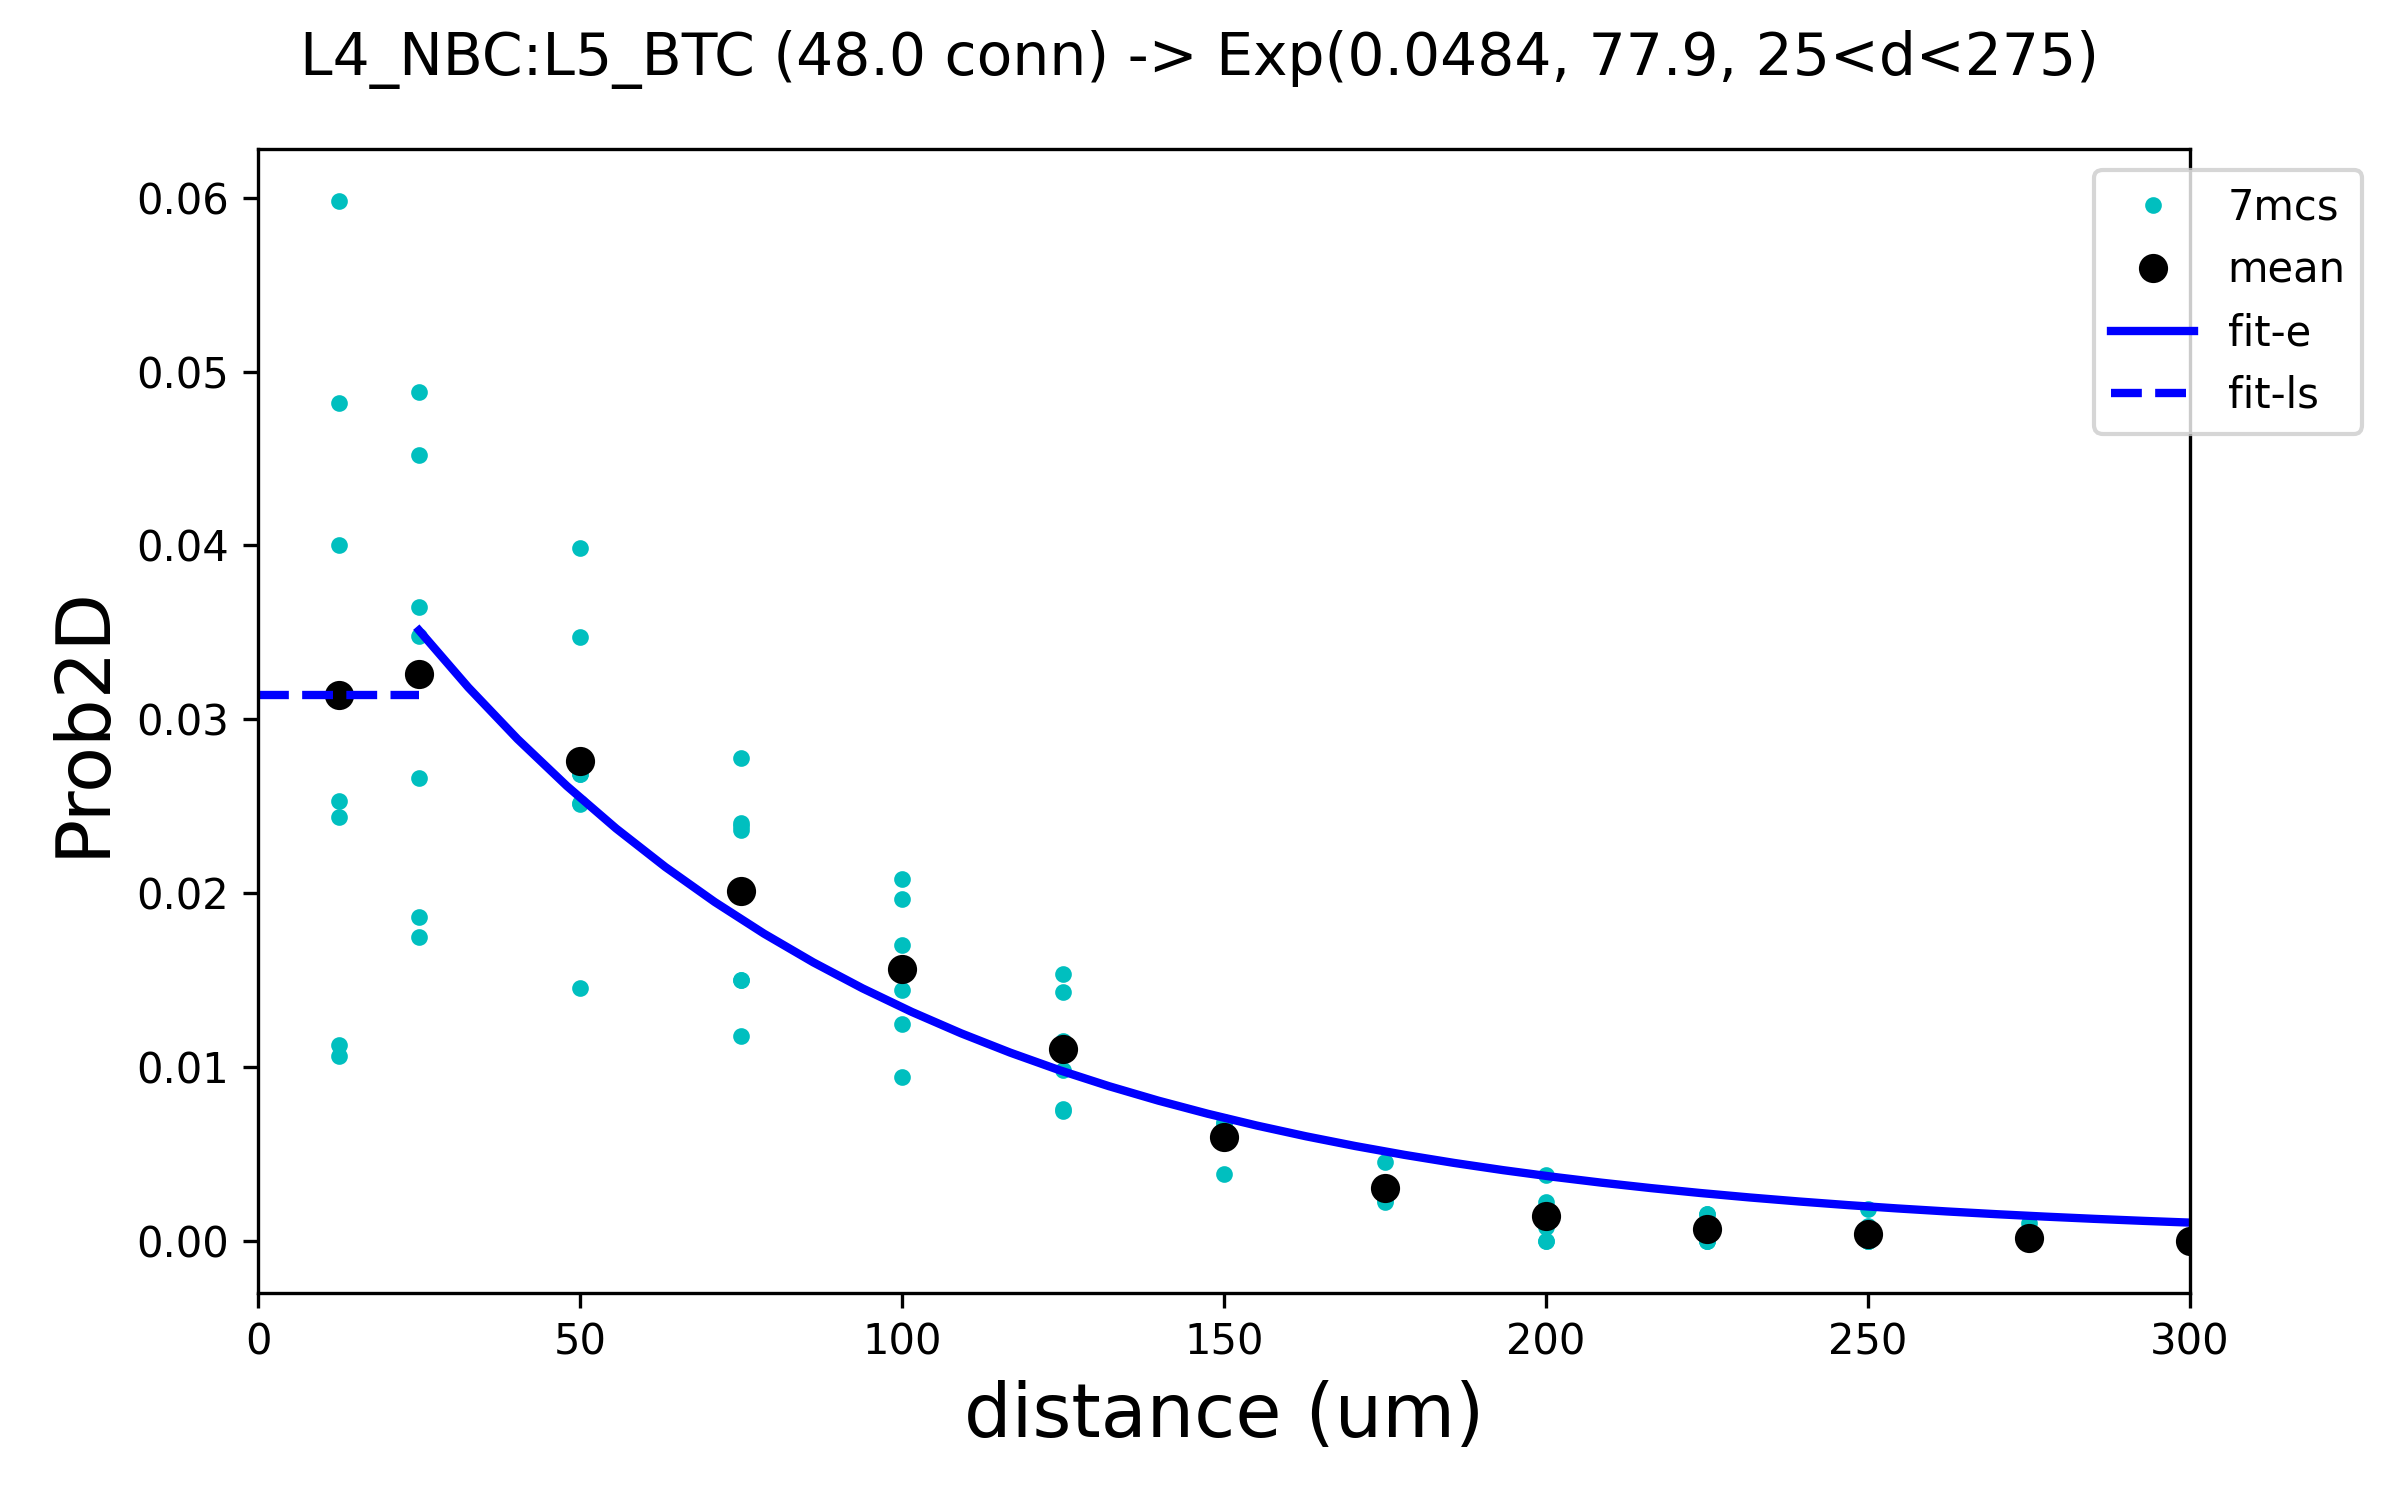 L4_NBC:L5_BTC (48.0 conn) -> Exp(0.0484, 77.9, 25<d<275)
0.06
0.05
0.04
0.03
0.02
0.01
0.00
Prob2D
7mcs
mean
fit-e
fit-ls
0 50 100 150 200 250 300
distance (um)